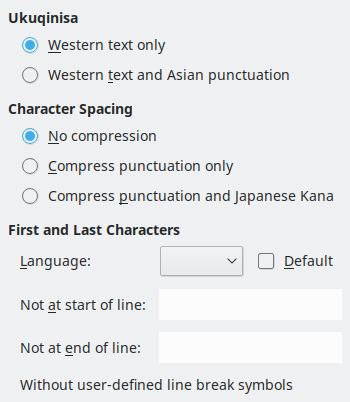 Ukuqinisa
Western text only
Western text and Asian punctuation
Character Spacing
No compression
Compress punctuation only
Compress punctuation and Japanese Kana
First and Last Characters
Language:
Default
Not at start of line:
Not at end of line:
Without user-defined line break symbols